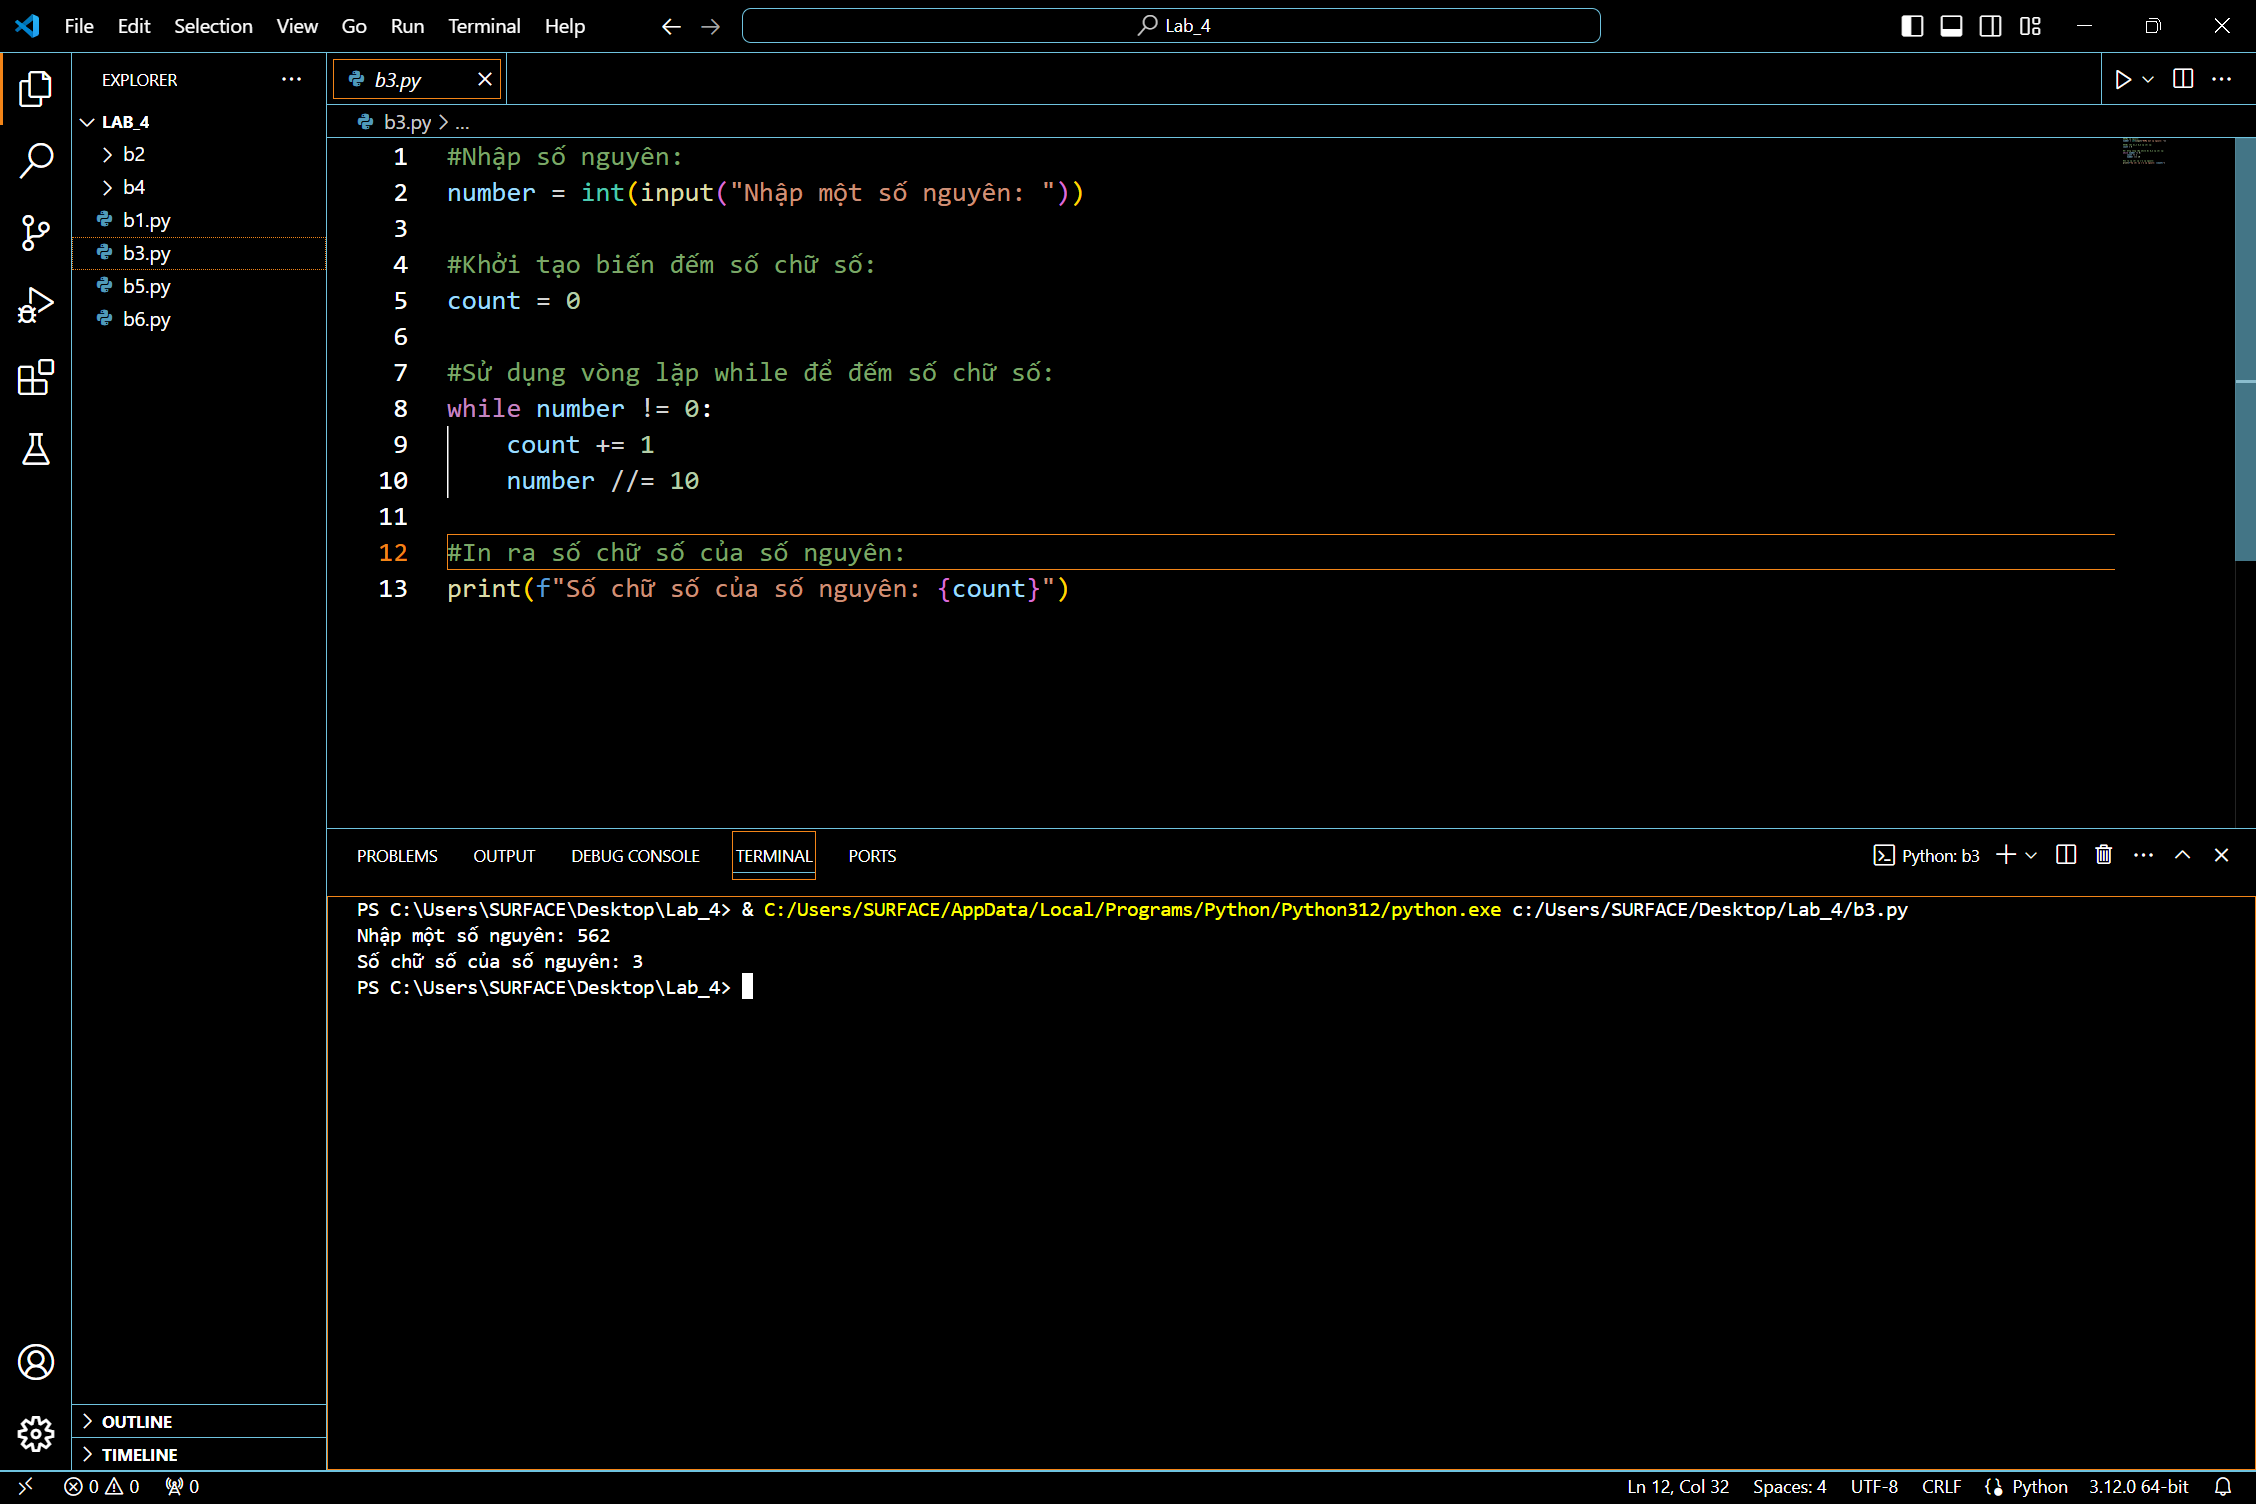 File Edit Selection View Go Run Terminal Help
Lab_4
EXPLORER
LAB_4
b2
b4
b1.py
b3.py
b5.py
b6.py
OUTLINE
TIMELINE
b3.py
b3.py > ...
1 #Nhập số nguyên:
2 number = int(input("Nhập một số nguyên: "))
3
4 #Khởi tạo biến đếm số chữ số:
5 count = 0
6
7 #Sử dụng vòng lặp while để đếm số chữ số:
8 while number != 0:
9     count += 1
10     number //= 10
11
12 #In ra số chữ số của số nguyên:
13 print(f"Số chữ số của số nguyên: {count}")
PROBLEMS OUTPUT DEBUG CONSOLE TERMINAL PORTS
Python: b3
PS C:\Users\SURFACE\Desktop\Lab_4> & C:/Users/SURFACE/AppData/Local/Programs/Python/Python312/python.exe c:/Users/SURFACE/Desktop/Lab_4/b3.py
Nhập một số nguyên: 562
Số chữ số của số nguyên: 3
PS C:\Users\SURFACE\Desktop\Lab_4>
0 0 0
Ln 12, Col 32 Spaces: 4 UTF-8 CRLF Python 3.12.0 64-bit